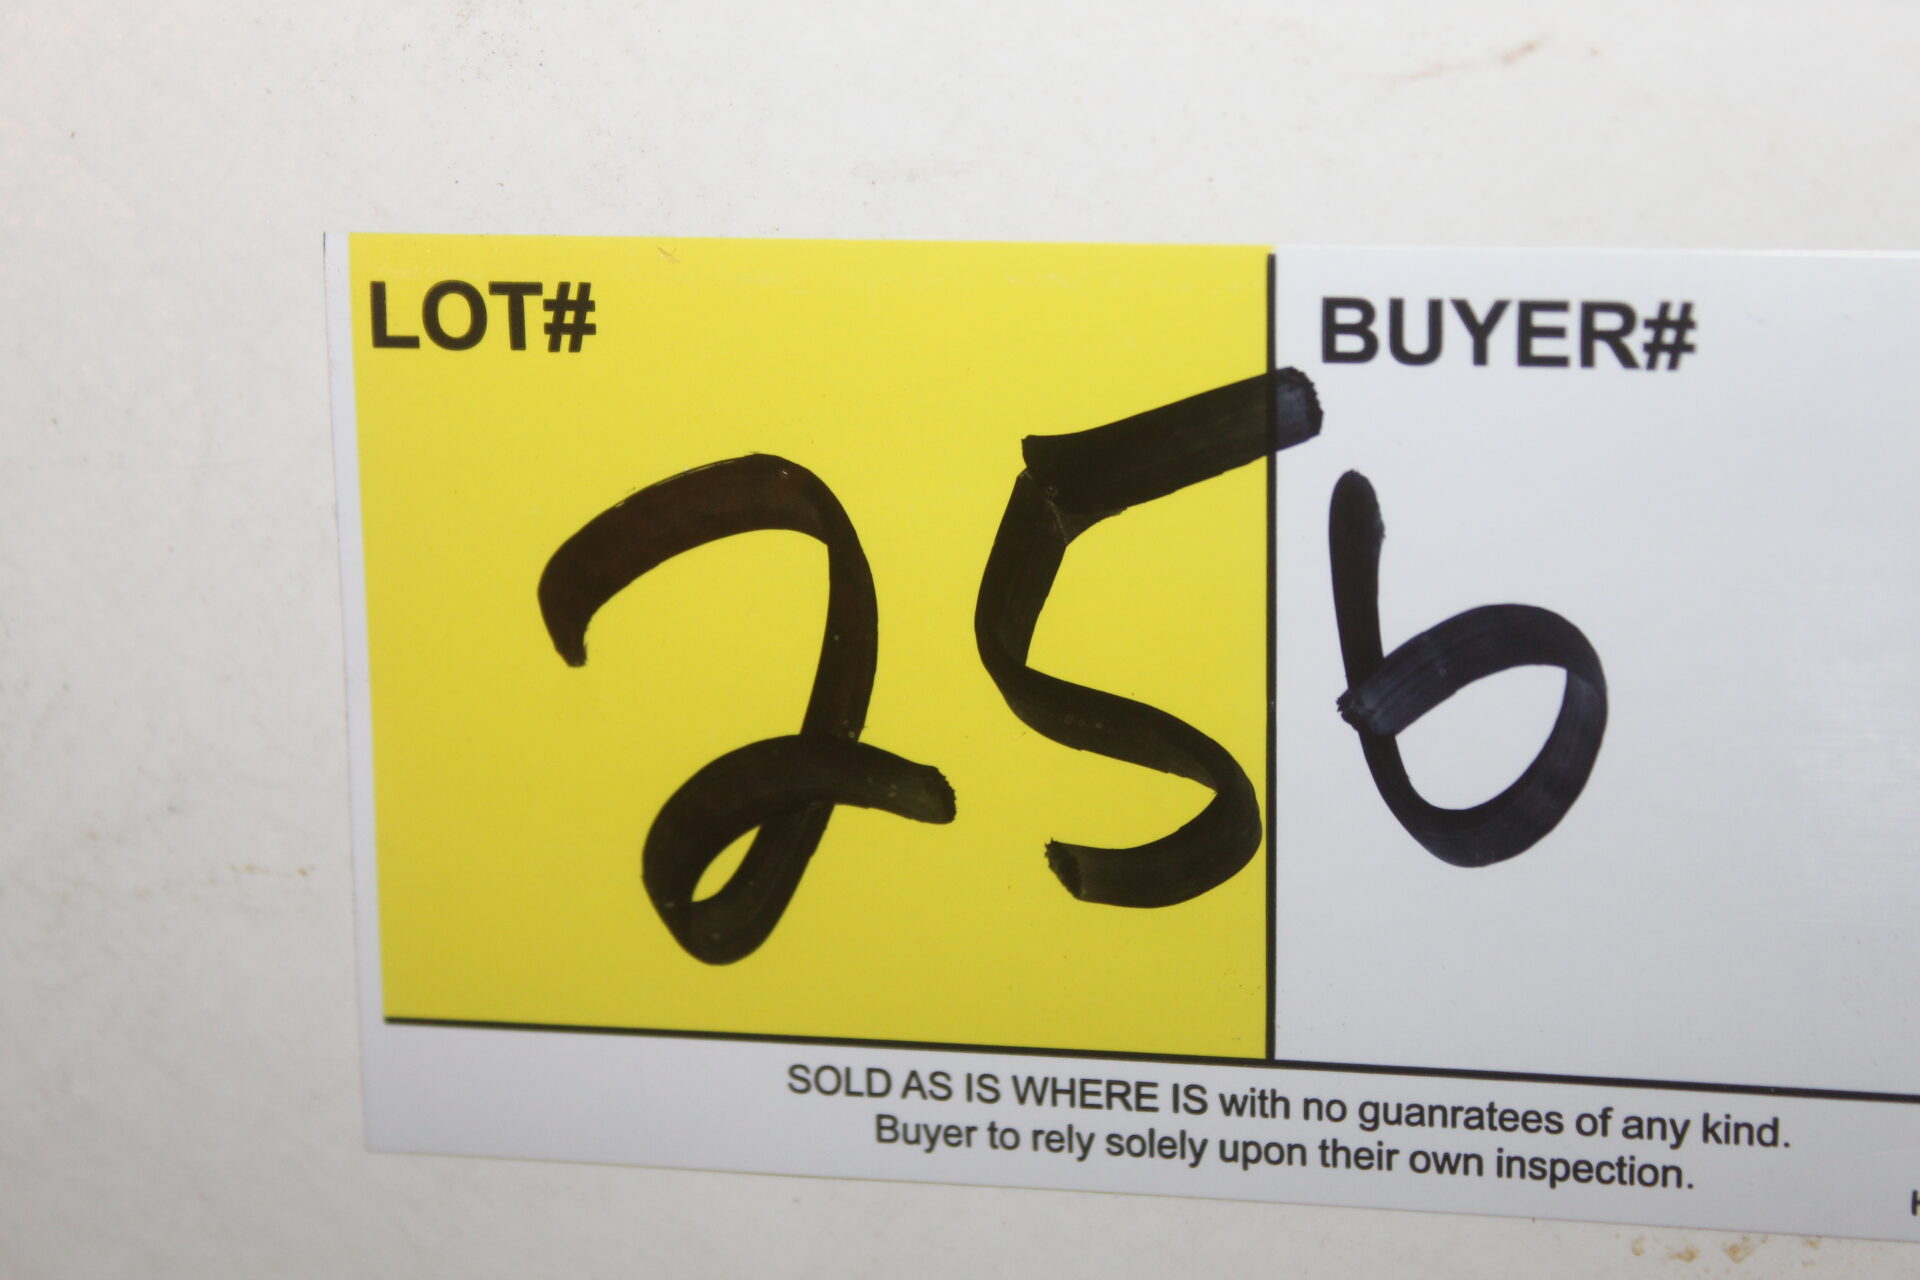 LOT# BUYER#
256
SOLD AS IS WHERE IS with no guanratees of any kind.
Buyer to rely solely upon their own inspection.